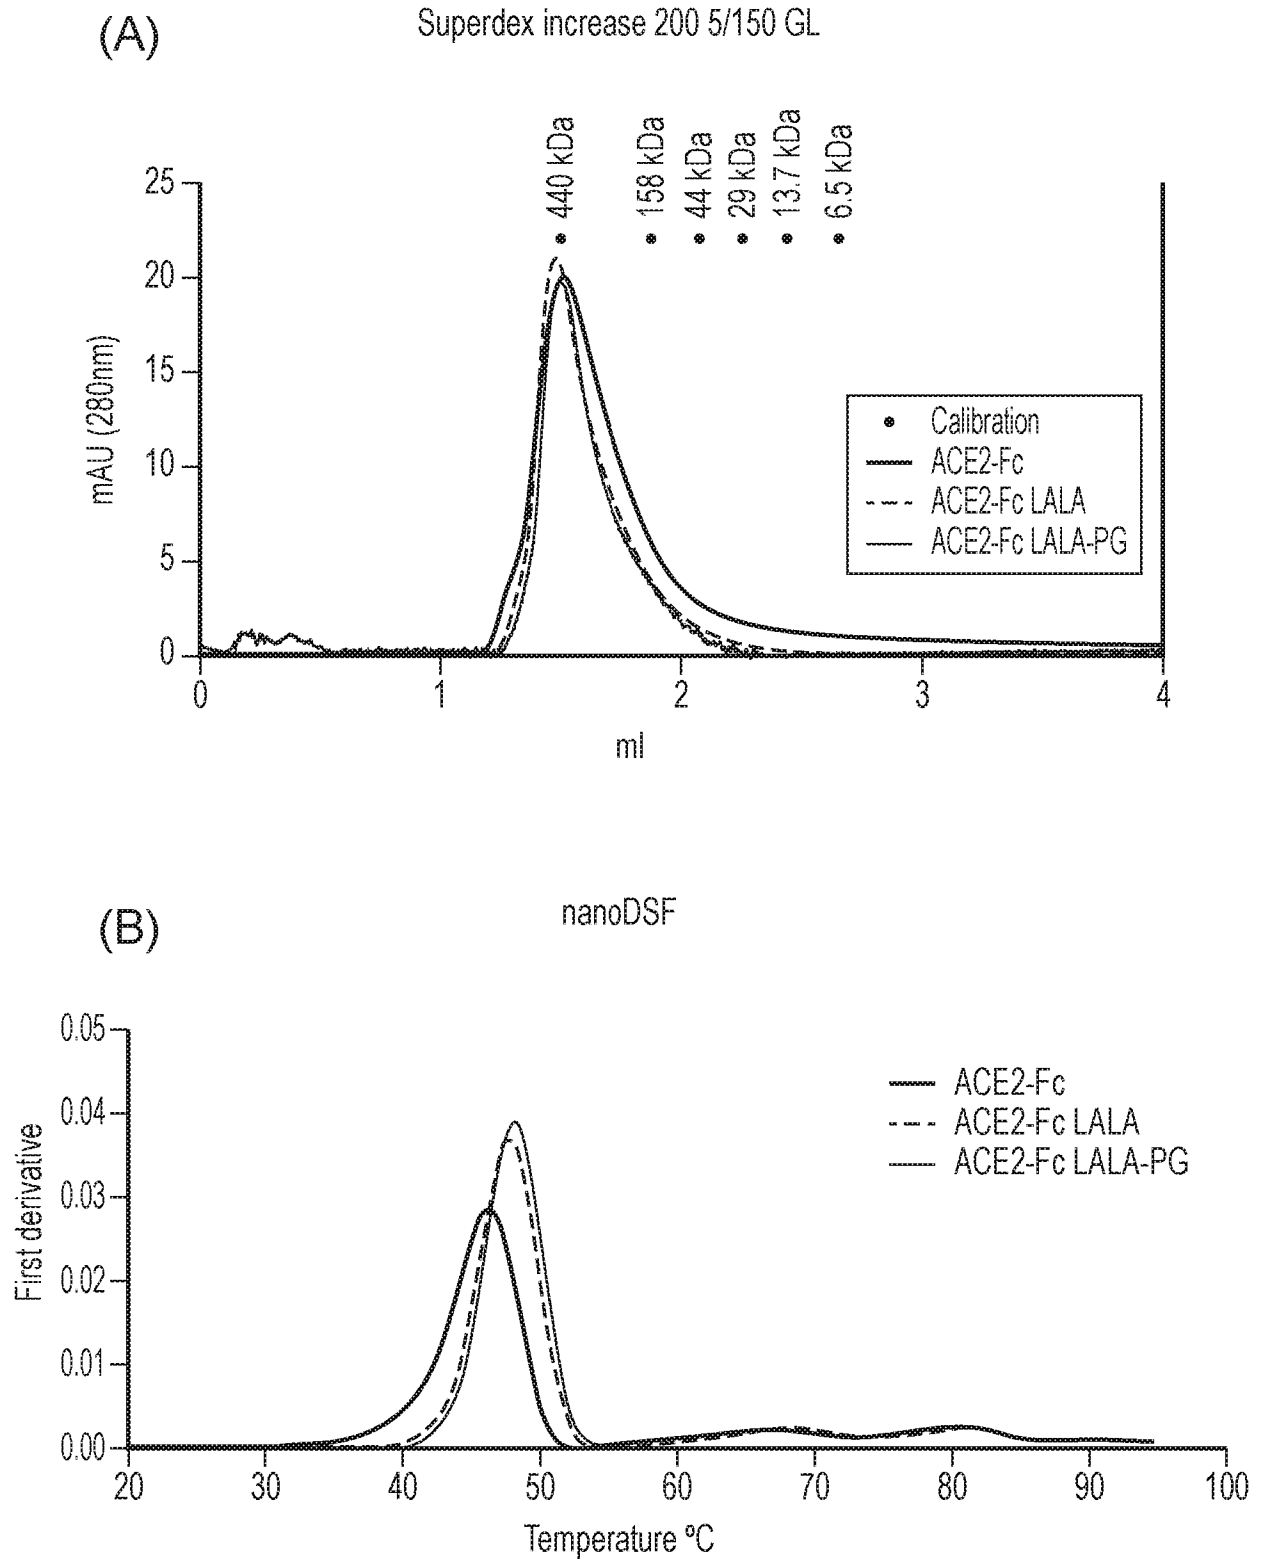 (A)
Superdex increase 200 5/150 GL
440 kDa
158 kDa
44 kDa
29 kDa
13.7 kDa
6.5 kDa
25
20
15
10
5
0
mAU (280nm)
Calibration
ACE2-Fc
ACE2-Fc LALA
ACE2-Fc LALA-PG
0 1 2 3 4
ml
(B)
nanoDSF
0.05
0.04
0.03
0.02
0.01
0.00
First derivative
ACE2-Fc
ACE2-Fc LALA
ACE2-Fc LALA-PG
20 30 40 50 60 70 80 90 100
Temperature ºC